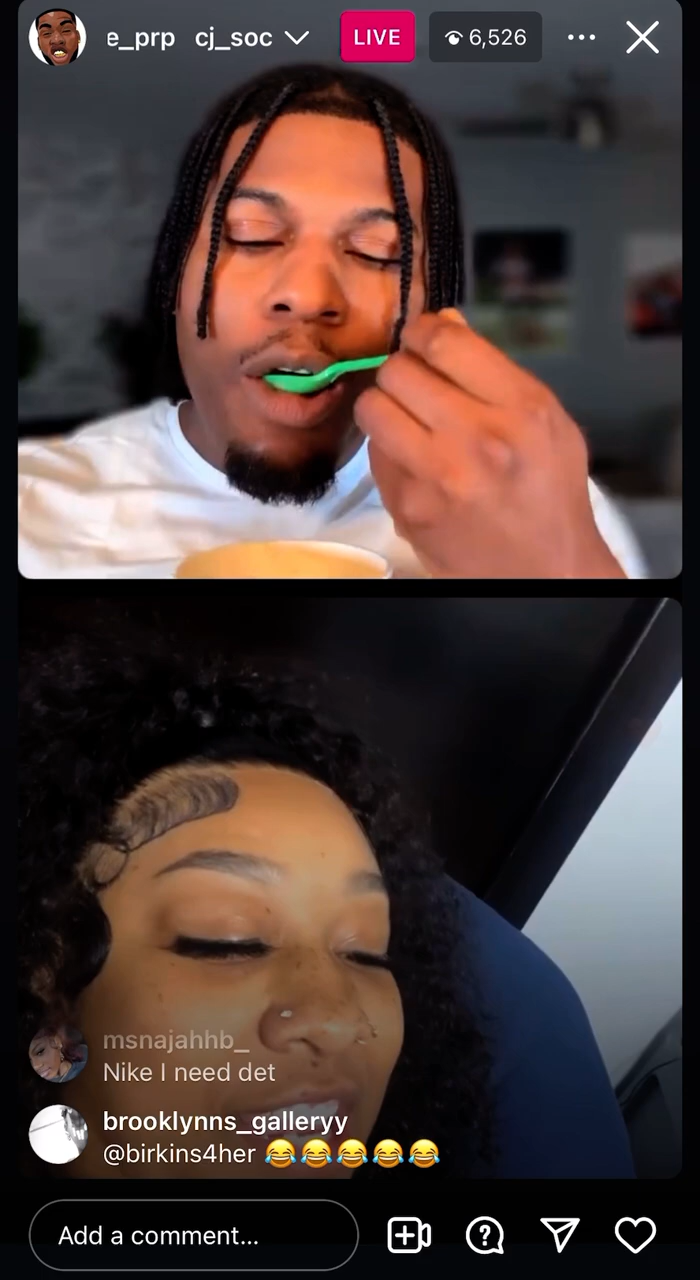 e_prp cj_soc LIVE 6,526
msnajahhb_
Nike I need det
brooklynns_galleryy
@birkins4her 😂😂😂😂😂
Add a comment...